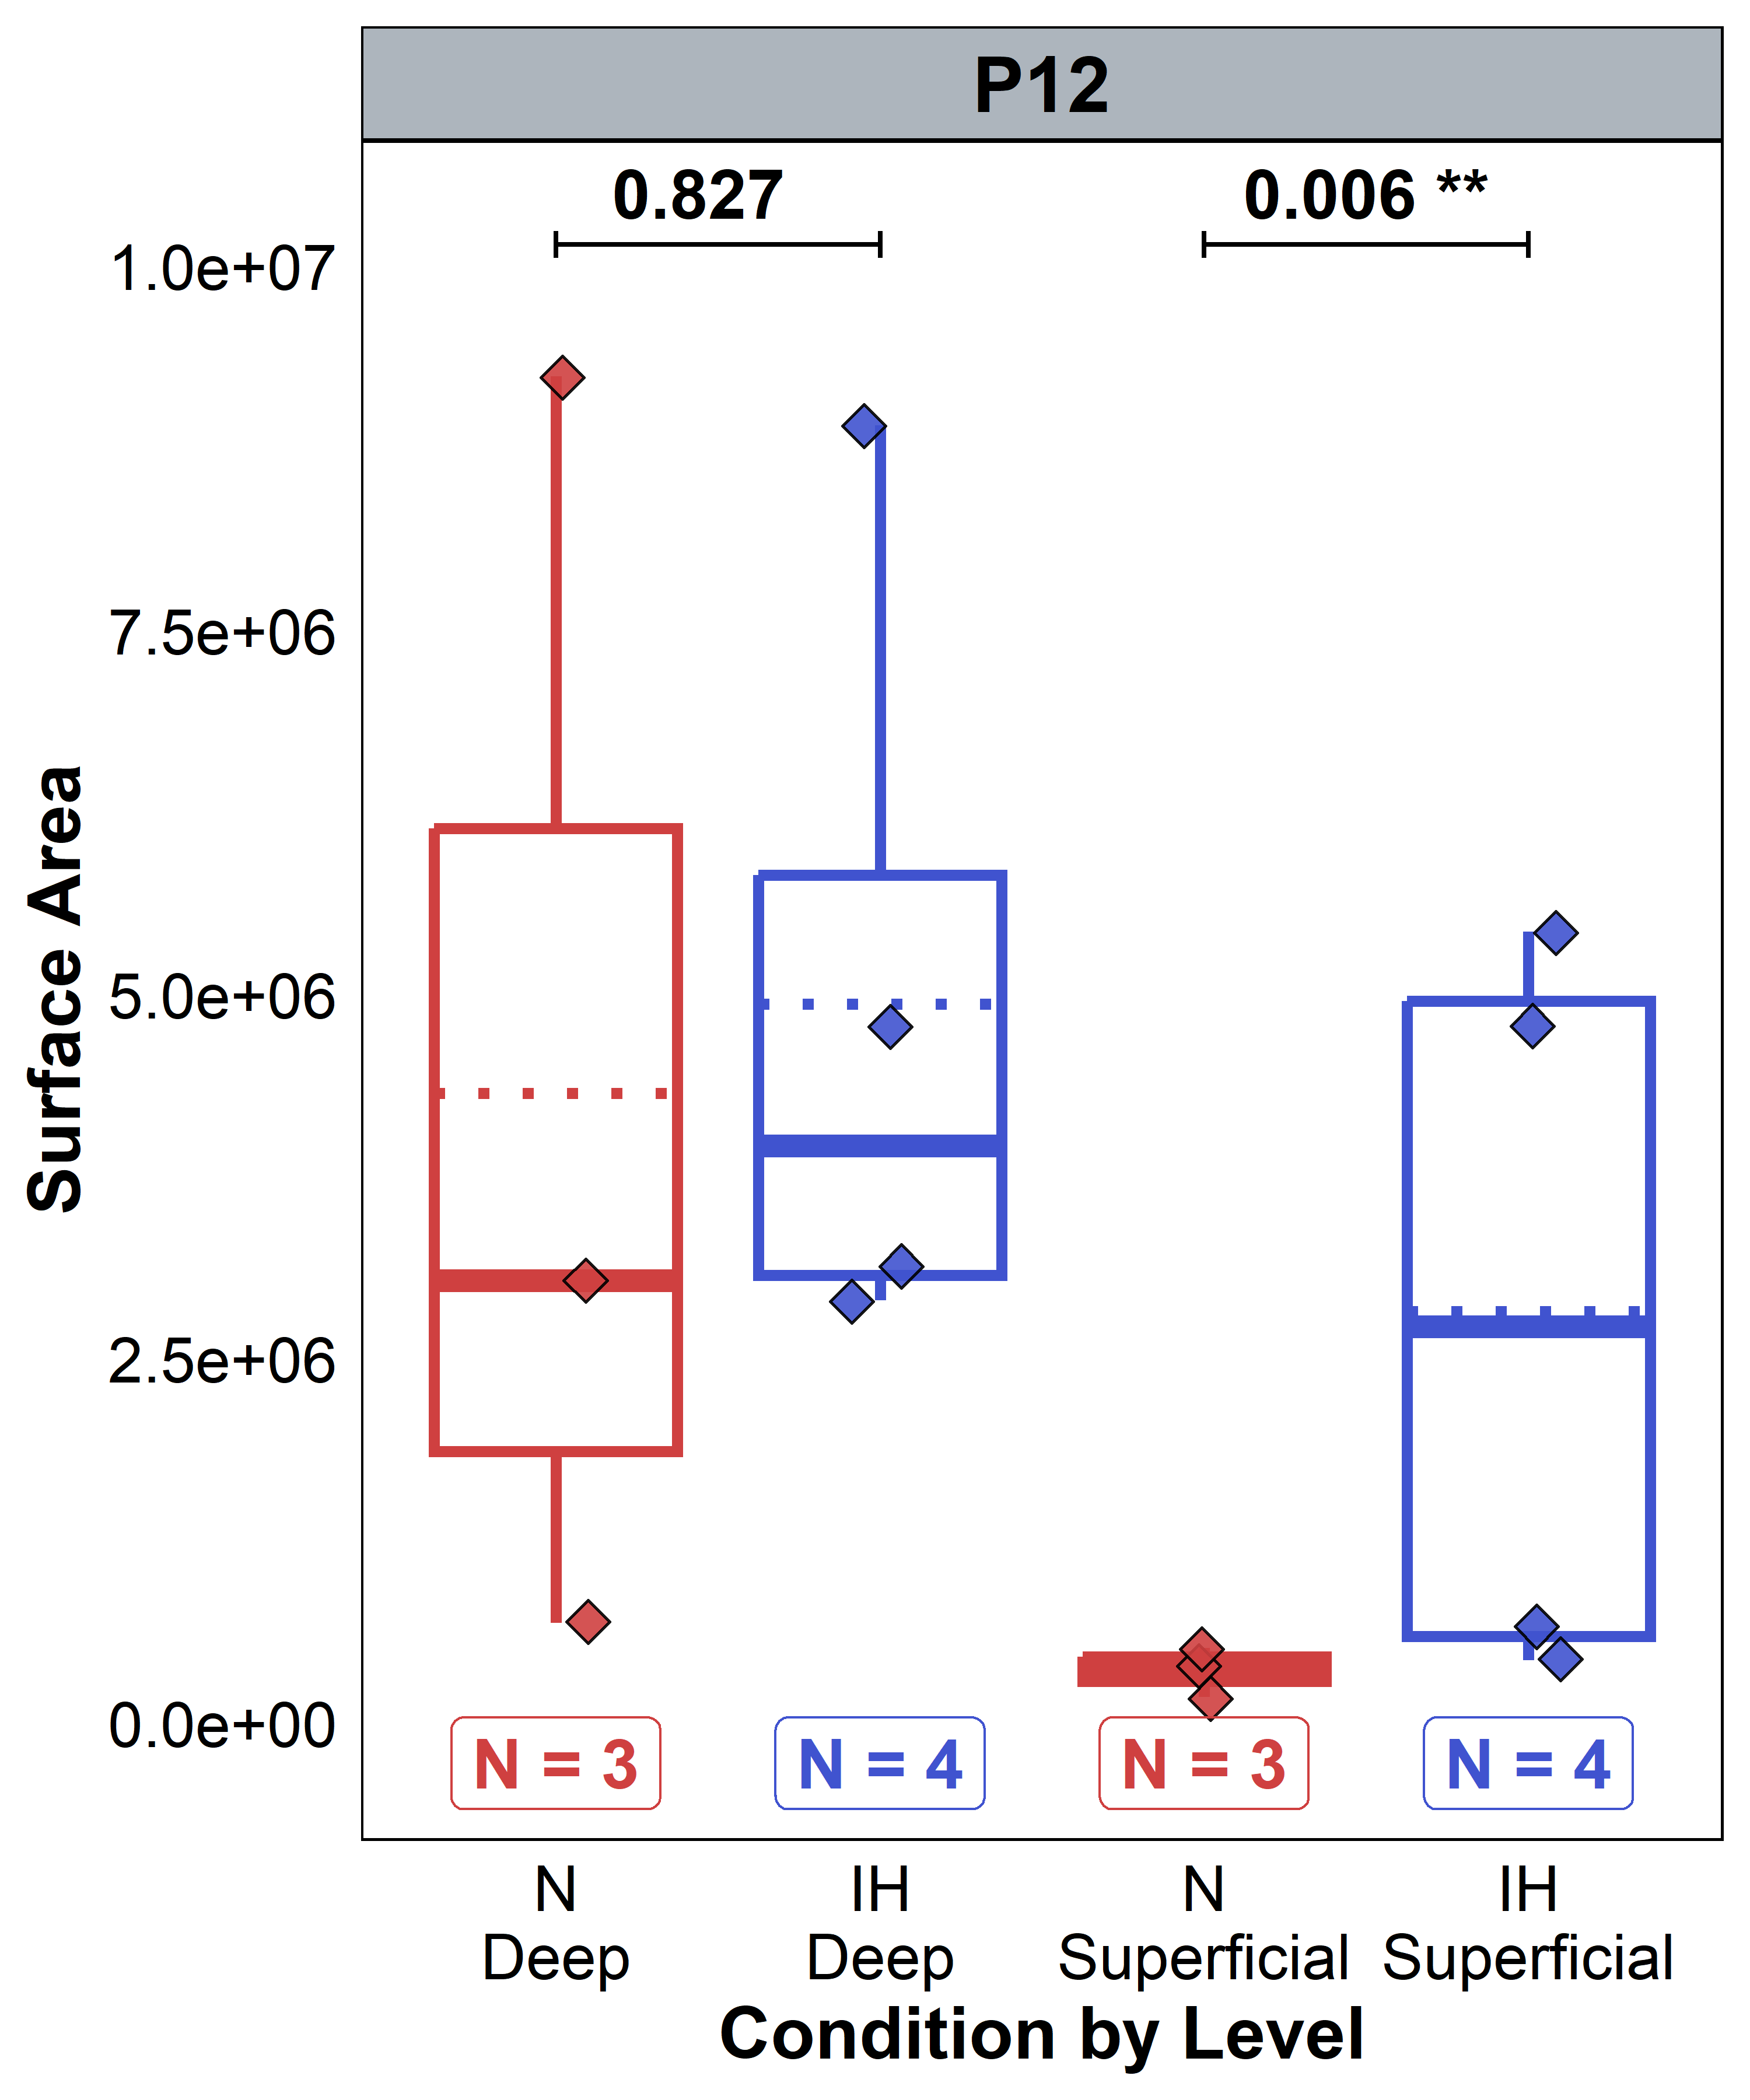 P12
0.827
0.006 **
1.0e+07
7.5e+06
5.0e+06
2.5e+06
0.0e+00
Surface Area
N = 3
N = 4
N = 3
N = 4
N
Deep
IH
Deep
N
Superficial
IH
Superficial
Condition by Level